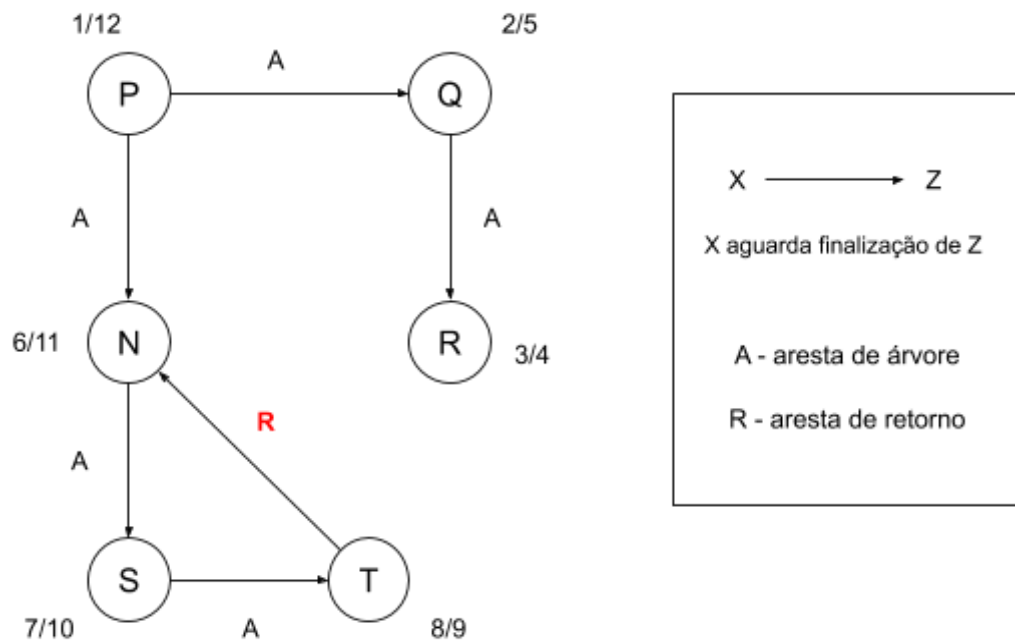 1/12
2/5
A
P
Q
X
Z
A
A
X aguarda finalização de Z
6/11
N
R
3/4
A - aresta de árvore
R
R - aresta de retorno
A
S
T
7/10
A
8/9